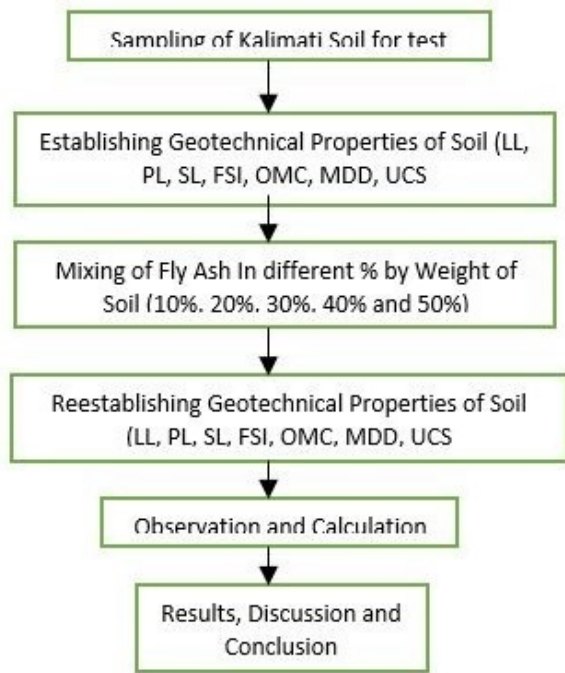 Sampling of Kalimati Soil for test
Establishing Geotechnical Properties of Soil (LL,
PL, SL, FSI, OMC, MDD, UCS
Mixing of Fly Ash In different % by Weight of
Soil (10%, 20%, 30%, 40% and 50%)
Reestablishing Geotechnical Properties of Soil
(LL, PL, SL, FSI, OMC, MDD, UCS
Observation and Calculation
Results, Discussion and
Conclusion